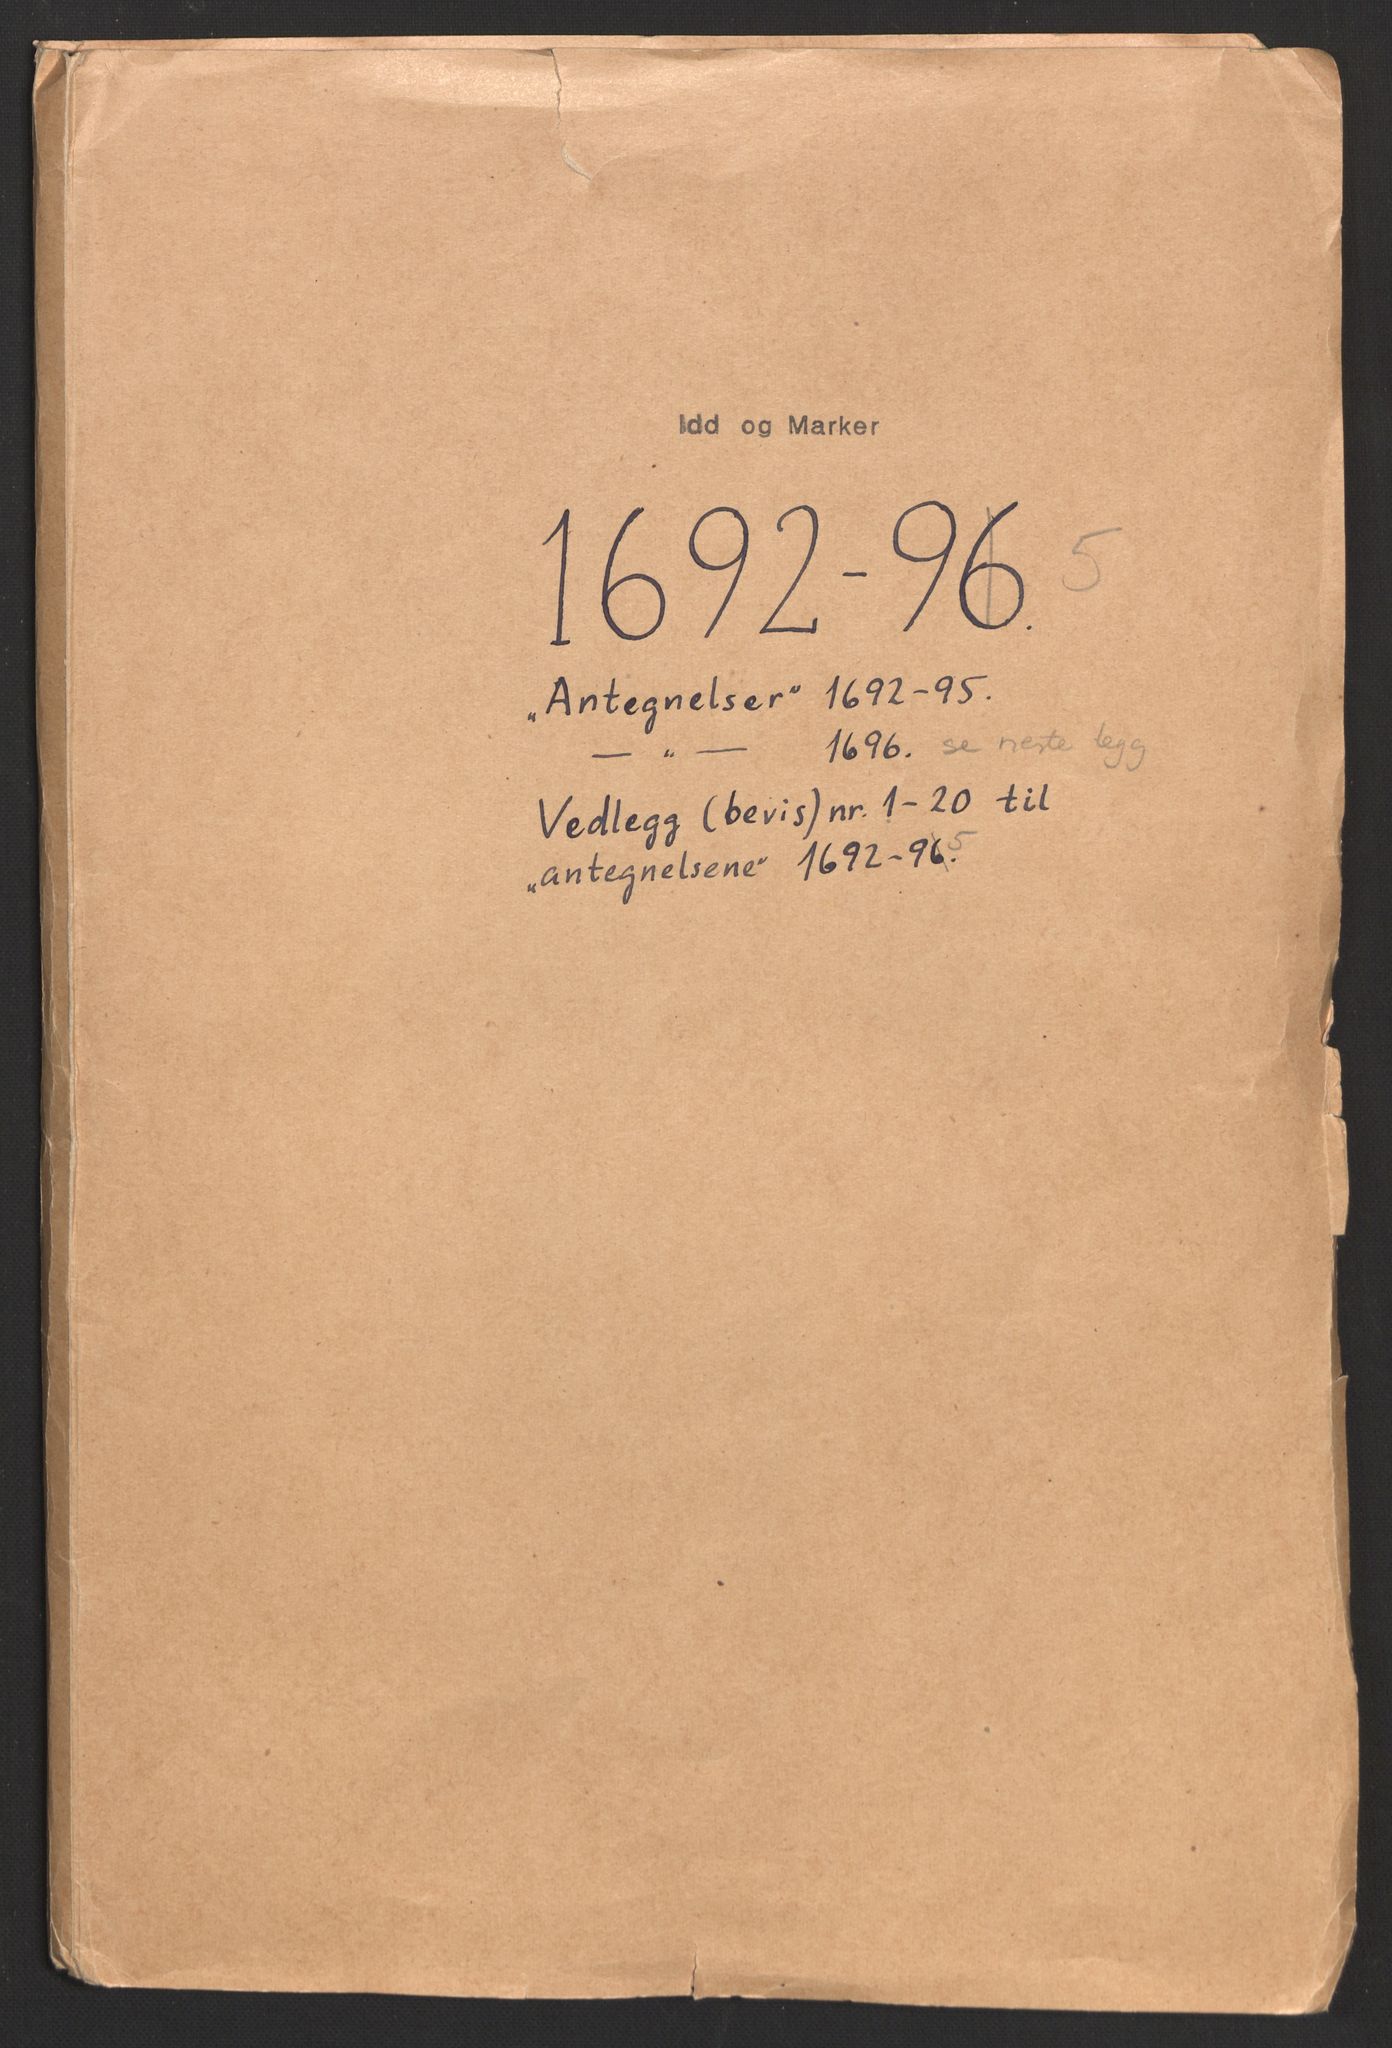 Idd og Marker
1692-96. 5
„Antegnelser“ 1692-95.
— „ — 1696. se neste legg
Vedlegg (bevis) nr. 1-20 til
„antegnelsene“ 1692-96.5